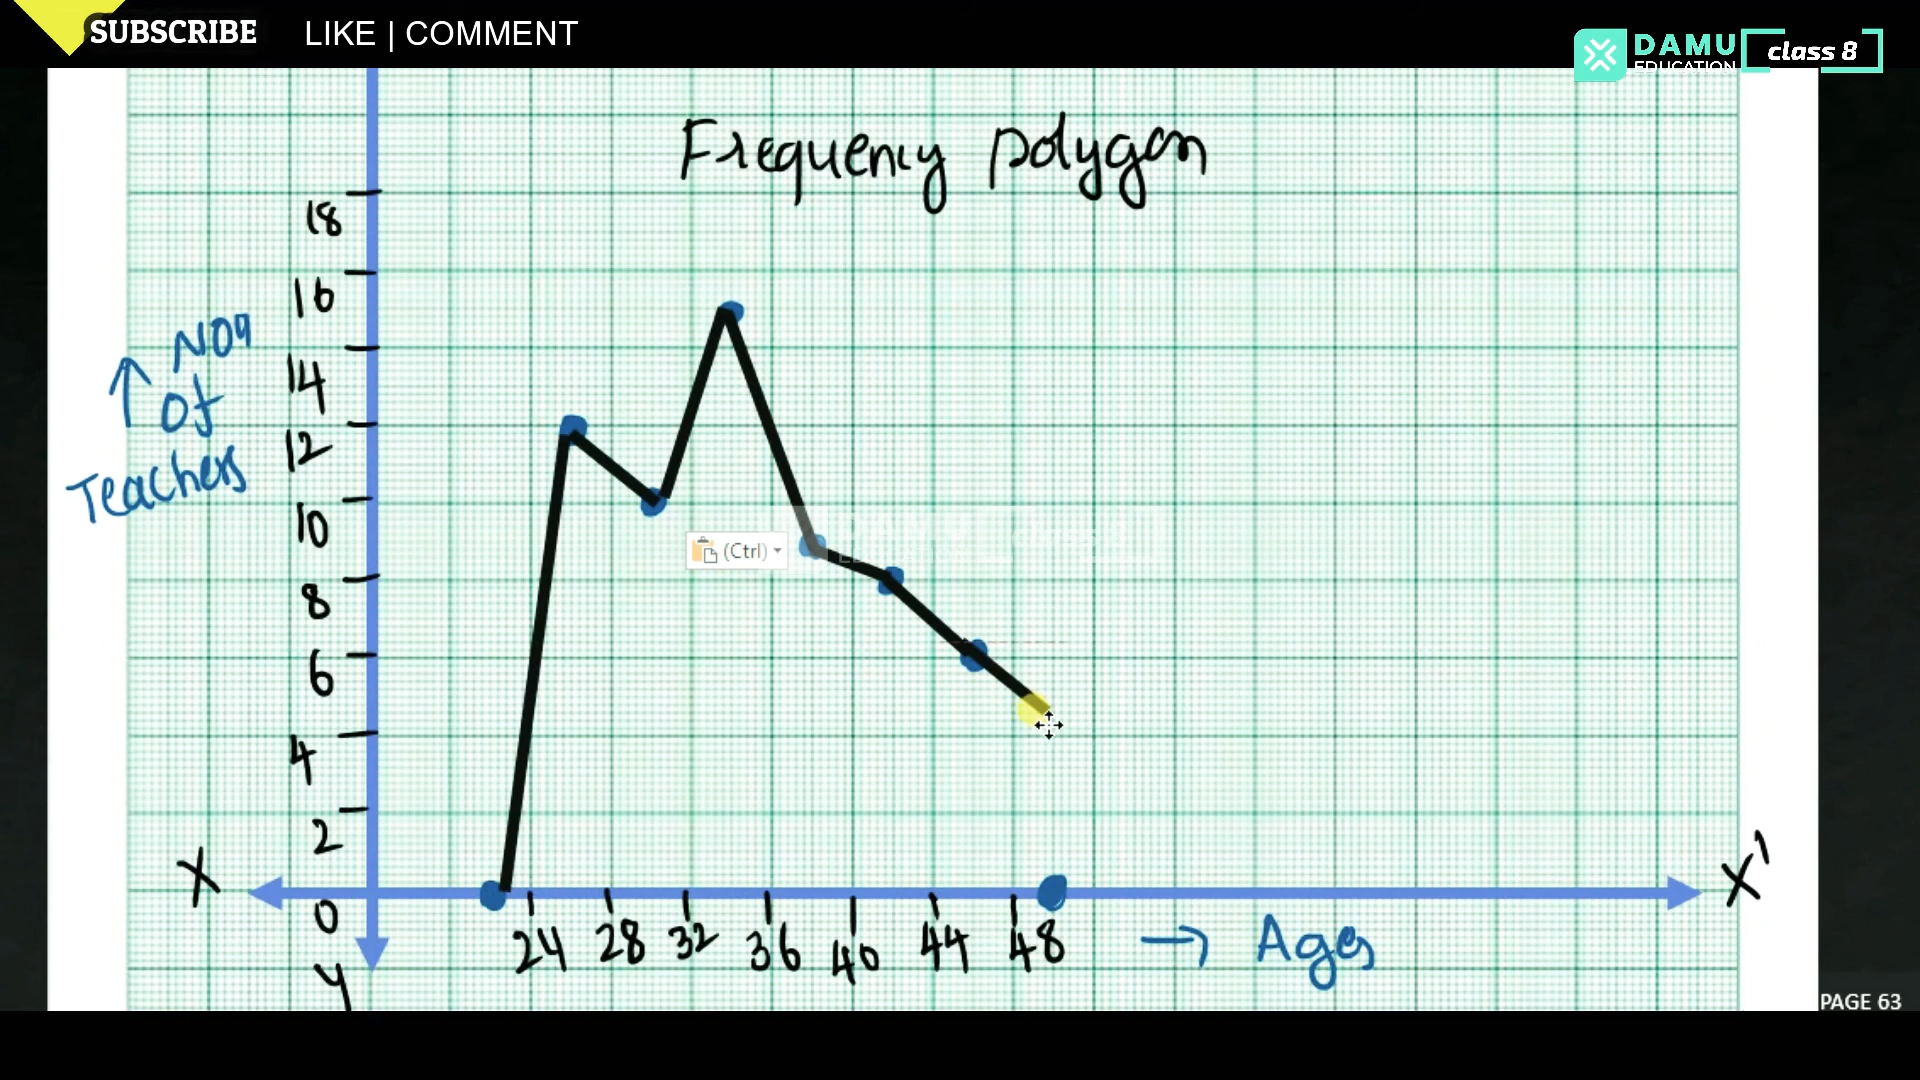 SUBSCRIBE LIKE | COMMENT
DAMU
EDUCATION
class 8
Frequency polygon
18
16
14
12
10
8
6
4
2
0
of
Teachers
(Ctrl)
X
X'
24 28 32 36 40 44 48
→ Ages
y
PAGE 63